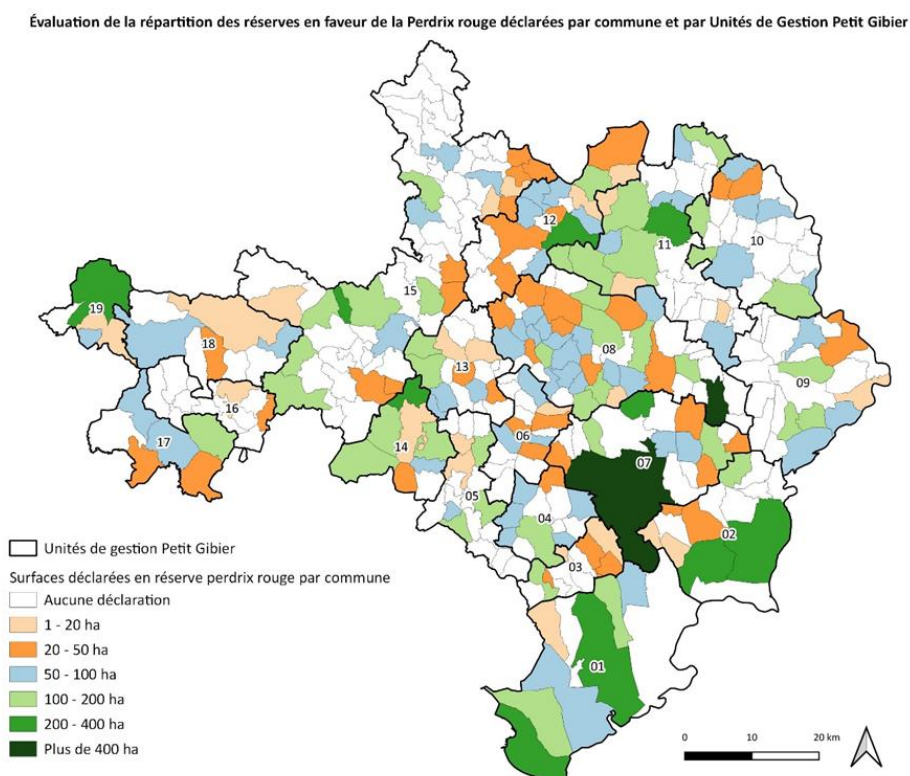 Évaluation de la répartition des réserves en faveur de la Perdrix rouge déclarées par commune et par Unités de Gestion Petit Gibier
12
11
10
15
19
18
13
08
09
16
17
14
06
07
05
04
02
03
01
Unités de gestion Petit Gibier
Surfaces déclarées en réserve perdrix rouge par commune
Aucune déclaration
1 - 20 ha
20 - 50 ha
50 - 100 ha
100 - 200 ha
200 - 400 ha
Plus de 400 ha
0 10 20 km